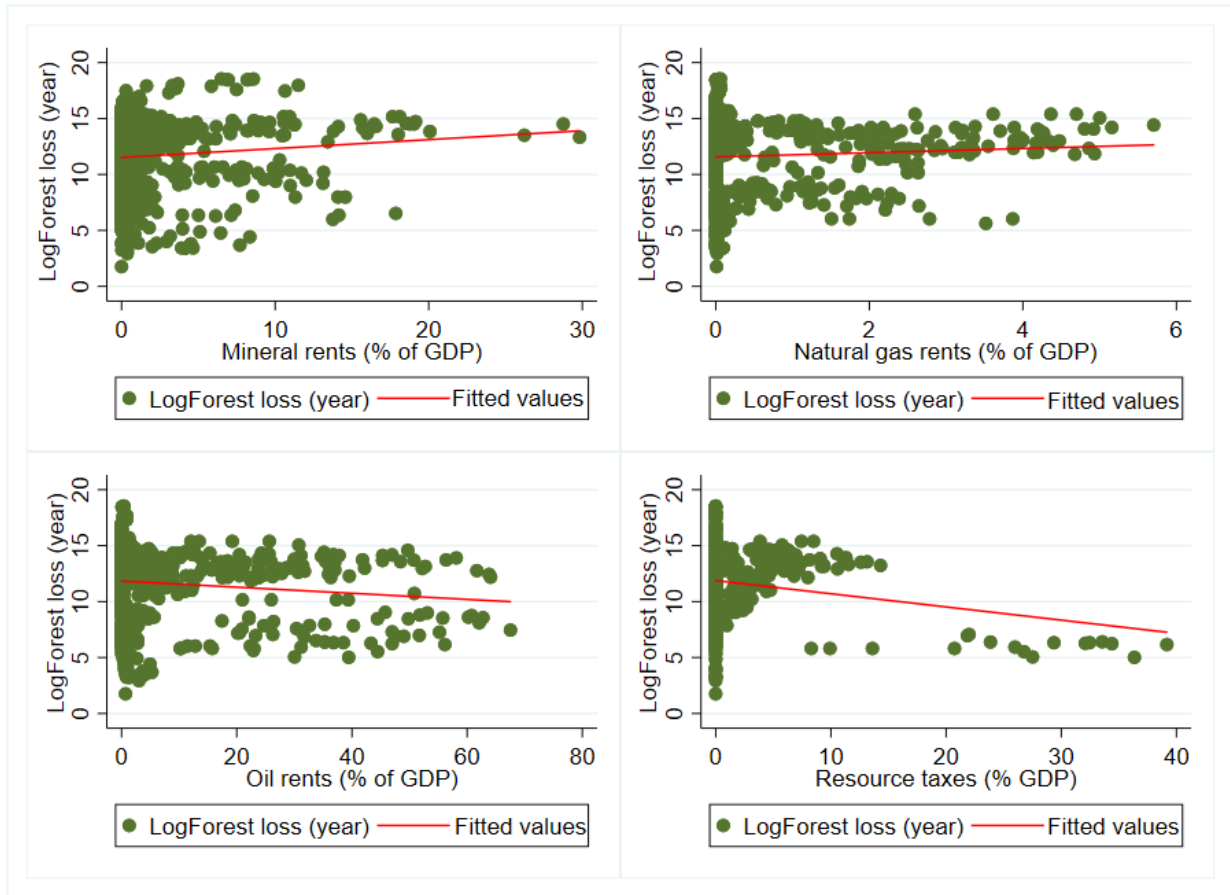 LogForest loss (year)
20
15
10
5
0
0 10 20 30
Mineral rents (% of GDP)
LogForest loss (year) Fitted values
LogForest loss (year)
20
15
10
5
0
0 2 4 6
Natural gas rents (% of GDP)
LogForest loss (year) Fitted values
LogForest loss (year)
20
15
10
5
0
0 20 40 60 80
Oil rents (% of GDP)
LogForest loss (year) Fitted values
LogForest loss (year)
20
15
10
5
0
0 10 20 30 40
Resource taxes (% GDP)
LogForest loss (year) Fitted values